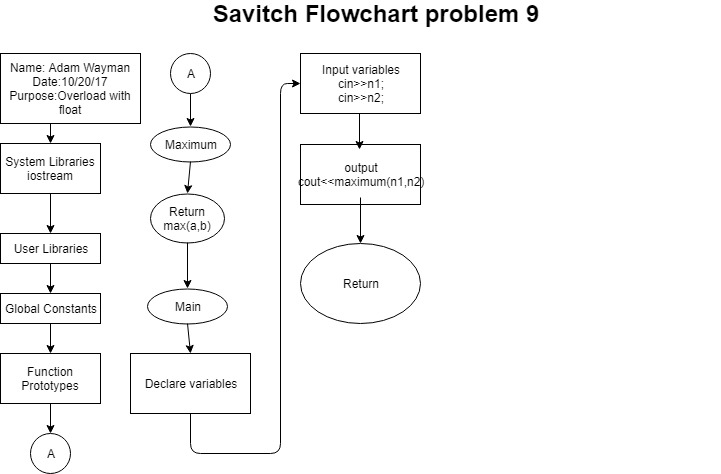 Savitch Flowchart problem 9
Name: Adam Wayman
Date:10/20/17
Purpose:Overload with
float
System Libraries
iostream
User Libraries
Global Constants
Function
Prototypes
A
A
Maximum
Return
max(a,b)
Main
Declare variables
Input variables
cin>>n1;
cin>>n2;
output
cout<<maximum(n1,n2)
Return